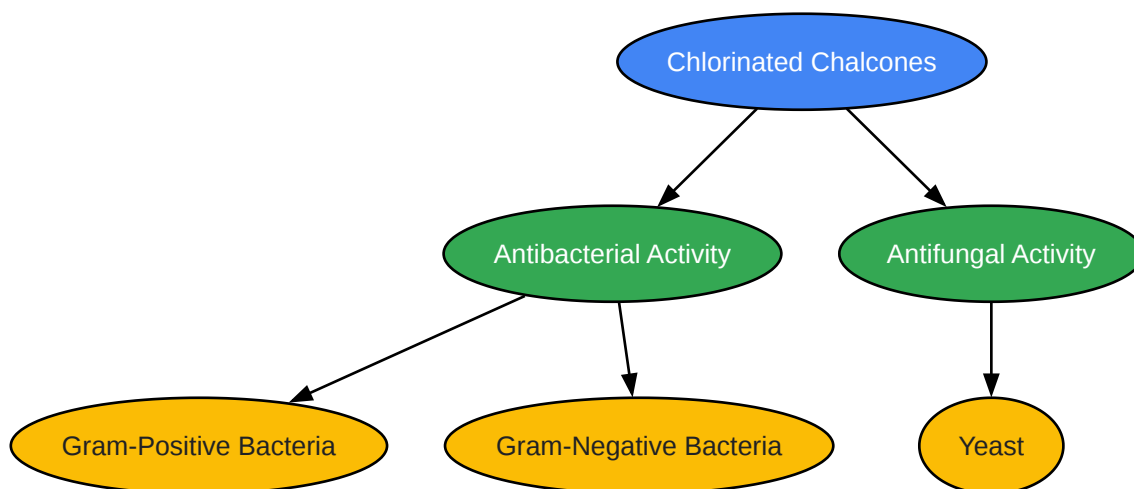 Chlorinated Chalcones
Antibacterial Activity
Antifungal Activity
Gram-Positive Bacteria
Gram-Negative Bacteria
Yeast